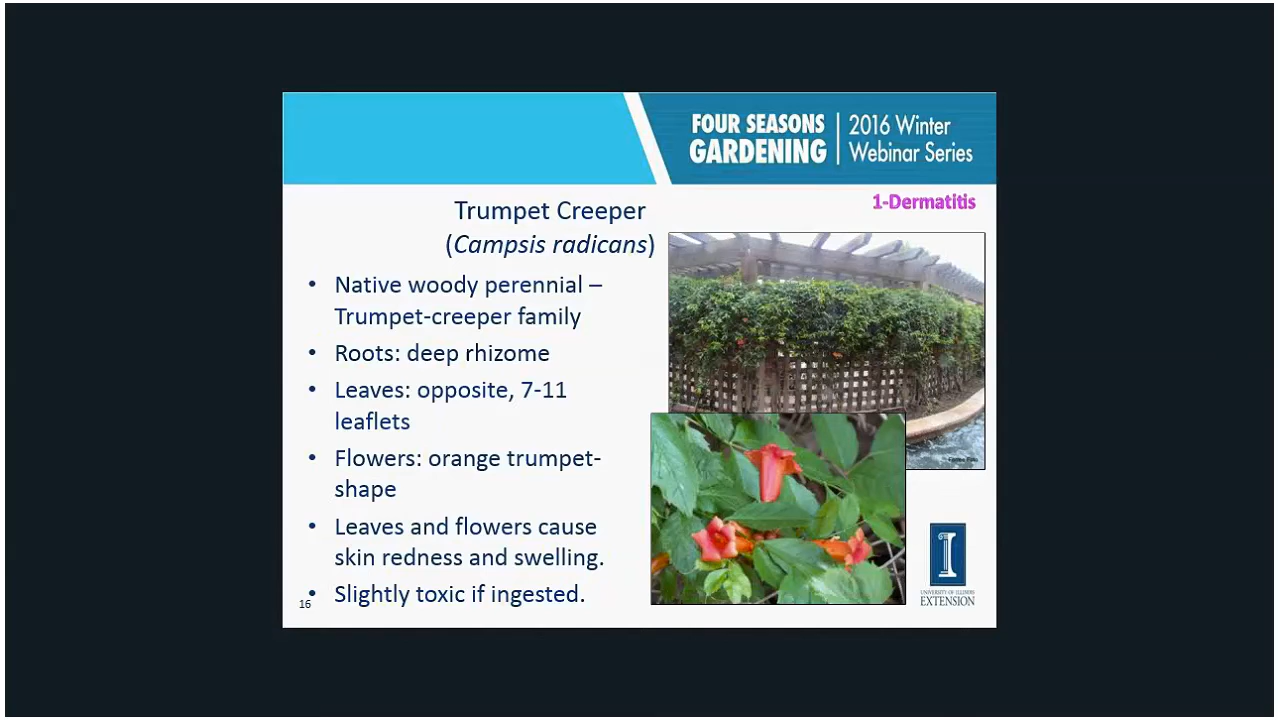 FOUR SEASONS
GARDENING
2016 Winter
Webinar Series
1-Dermatitis
Trumpet Creeper
(Campsis radicans)
• Native woody perennial –
Trumpet-creeper family
• Roots: deep rhizome
• Leaves: opposite, 7-11
leaflets
• Flowers: orange trumpet-
shape
• Leaves and flowers cause
skin redness and swelling.
• Slightly toxic if ingested.
16
I
UNIVERSITY OF ILLINOIS
EXTENSION